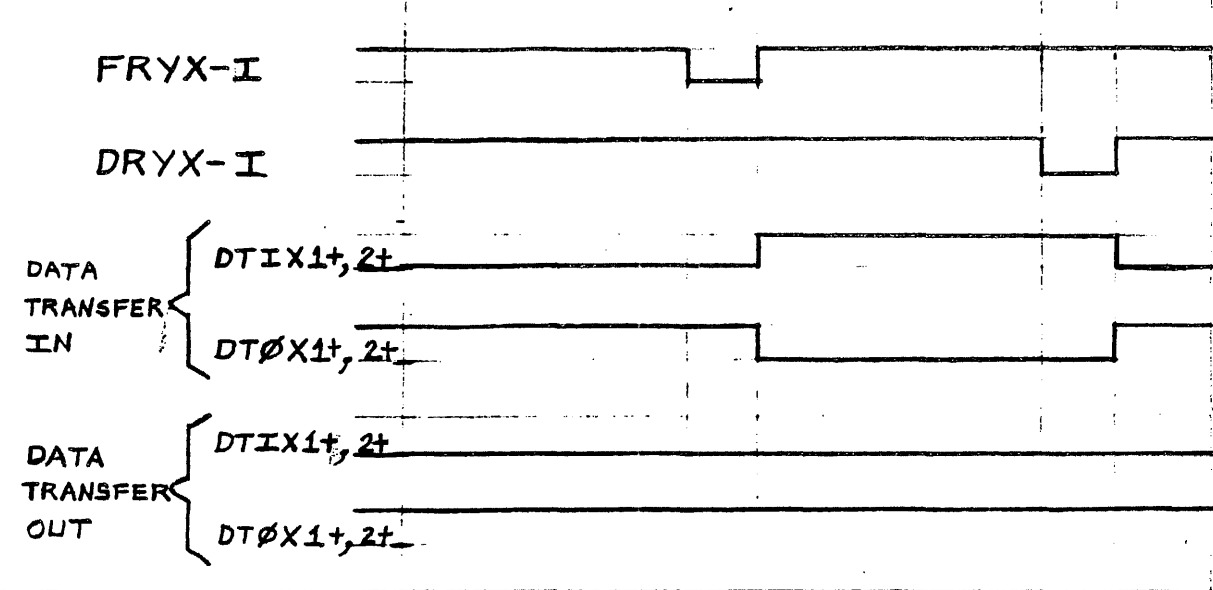 FRYX-I
DRYX-I
DATA
TRANSFER
IN
DTIX1+,2+
DTØX1+,2+
DATA
TRANSFER
OUT
DTIX1+,2+
DTØX1+,2+